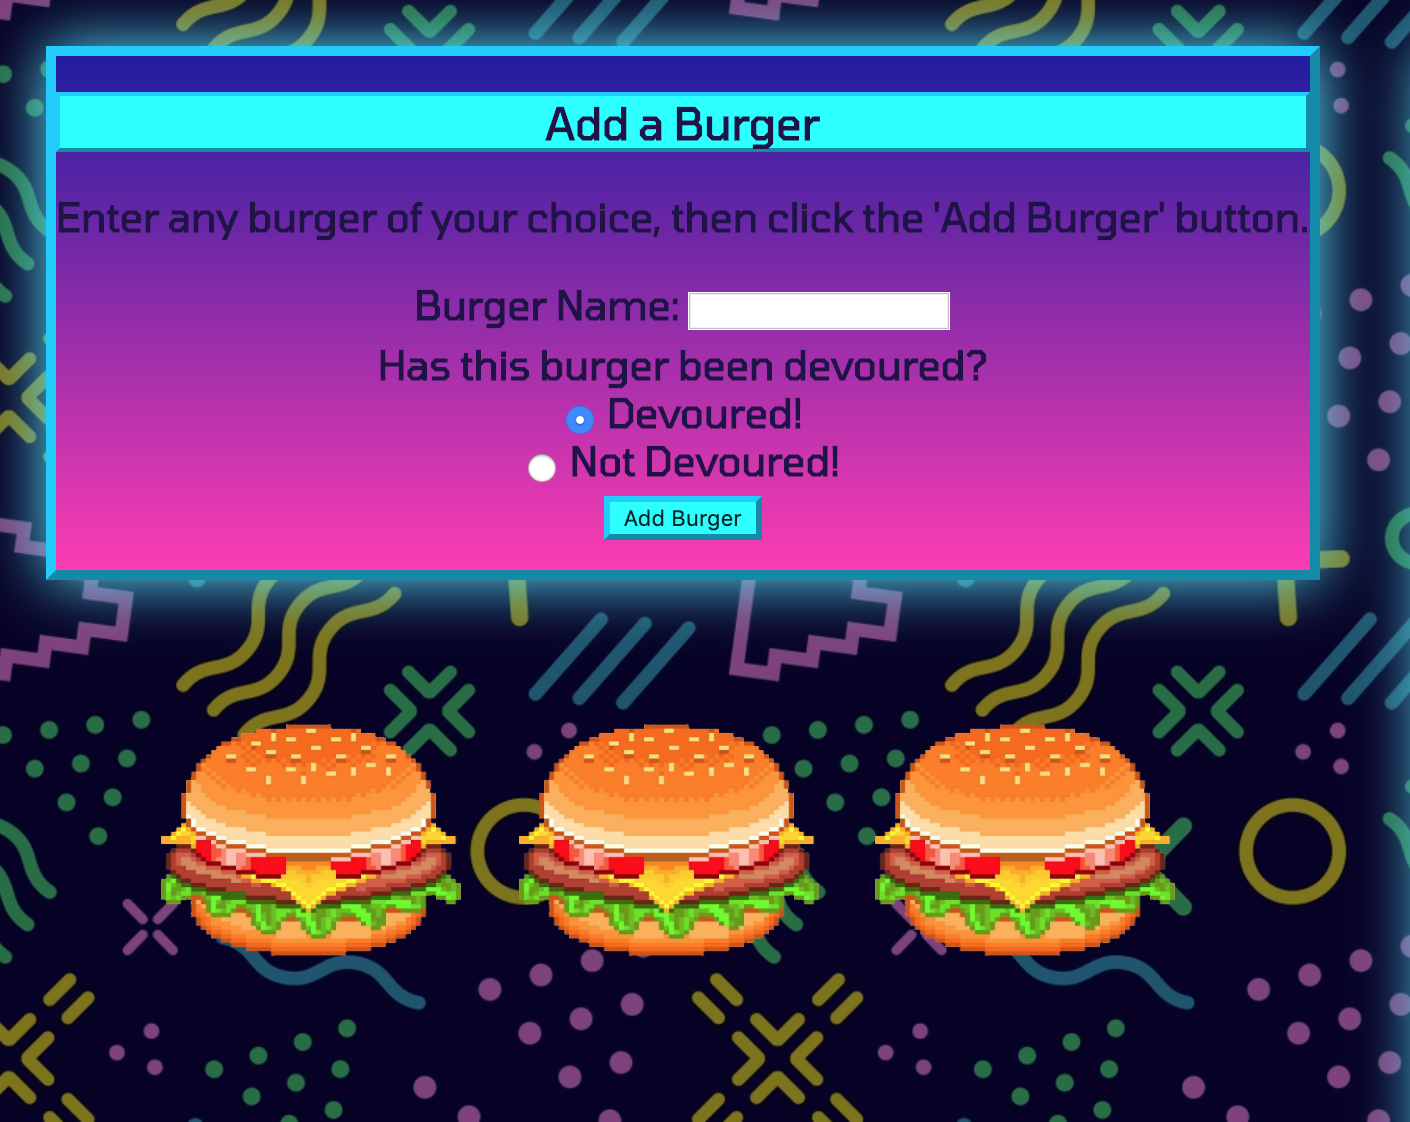 Add a Burger
Enter any burger of your choice, then click the 'Add Burger' button.
Burger Name:
Has this burger been devoured?
Devoured!
Not Devoured!
Add Burger